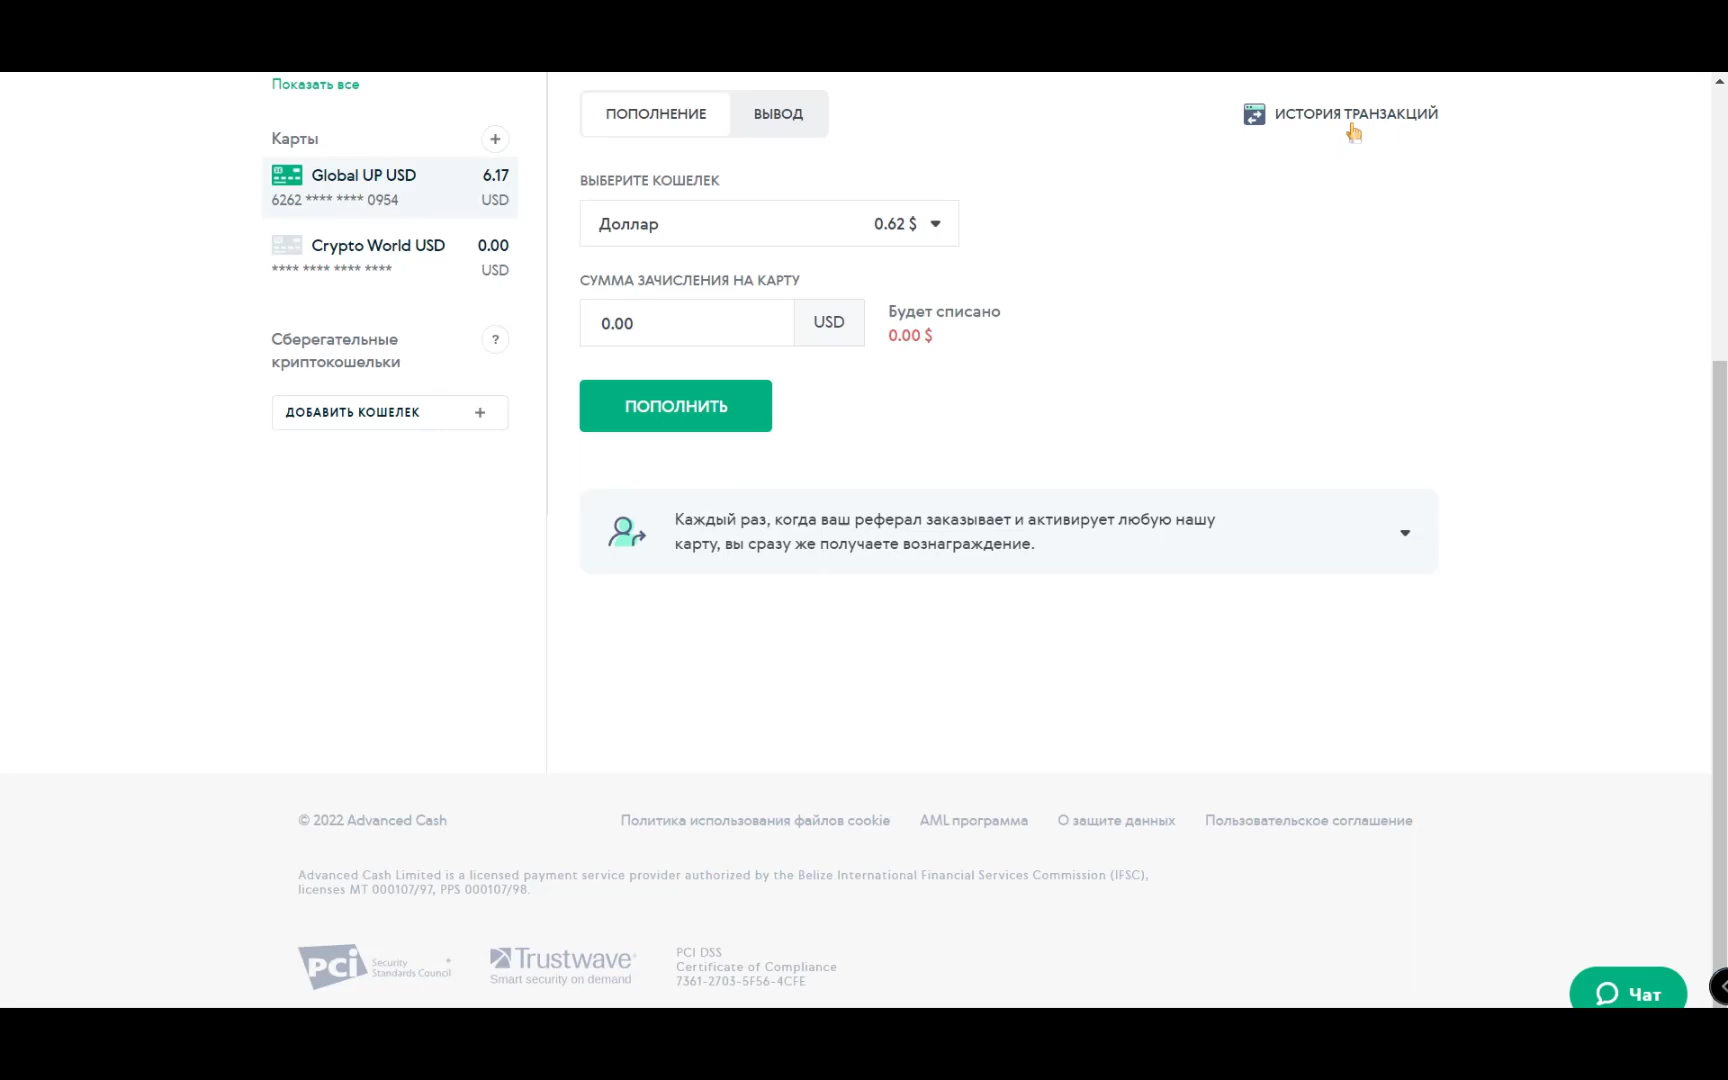 Показать все
Карты +
Global UP USD 6.17
6262 **** **** 0954 USD
Crypto World USD 0.00
**** **** **** **** USD
Сберегательные
криптокошельки
?
ДОБАВИТЬ КОШЕЛЕК +
ПОПОЛНЕНИЕ ВЫВОД
ИСТОРИЯ ТРАНЗАКЦИЙ
ВЫБЕРИТЕ КОШЕЛЕК
Доллар 0.62 $
СУММА ЗАЧИСЛЕНИЯ НА КАРТУ
0.00 USD
Будет списано
0.00 $
ПОПОЛНИТЬ
Каждый раз, когда ваш реферал заказывает и активирует любую нашу
карту, вы сразу же получаете вознаграждение.
© 2022 Advanced Cash
Политика использования файлов cookie
AML программа
О защите данных
Пользовательское соглашение
Advanced Cash Limited is a licensed payment service provider authorized by the Belize International Financial Services Commission (IFSC),
licenses MT 000107/97, PPS 000107/98.
PCi Security
Standards Council
Trustwave
Smart security on demand
PCI DSS
Certificate of Compliance
7361-2703-5F56-4CFE
Чат